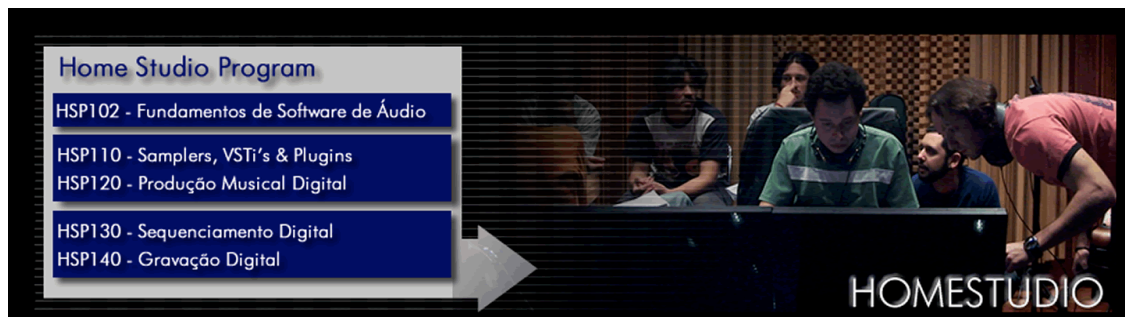 Home Studio Program
HSP102 - Fundamentos de Software de Áudio
HSP110 - Samplers, VSTi's & Plugins
HSP120 - Produção Musical Digital
HSP130 - Sequenciamento Digital
HSP140 - Gravação Digital
HOMESTUDIO